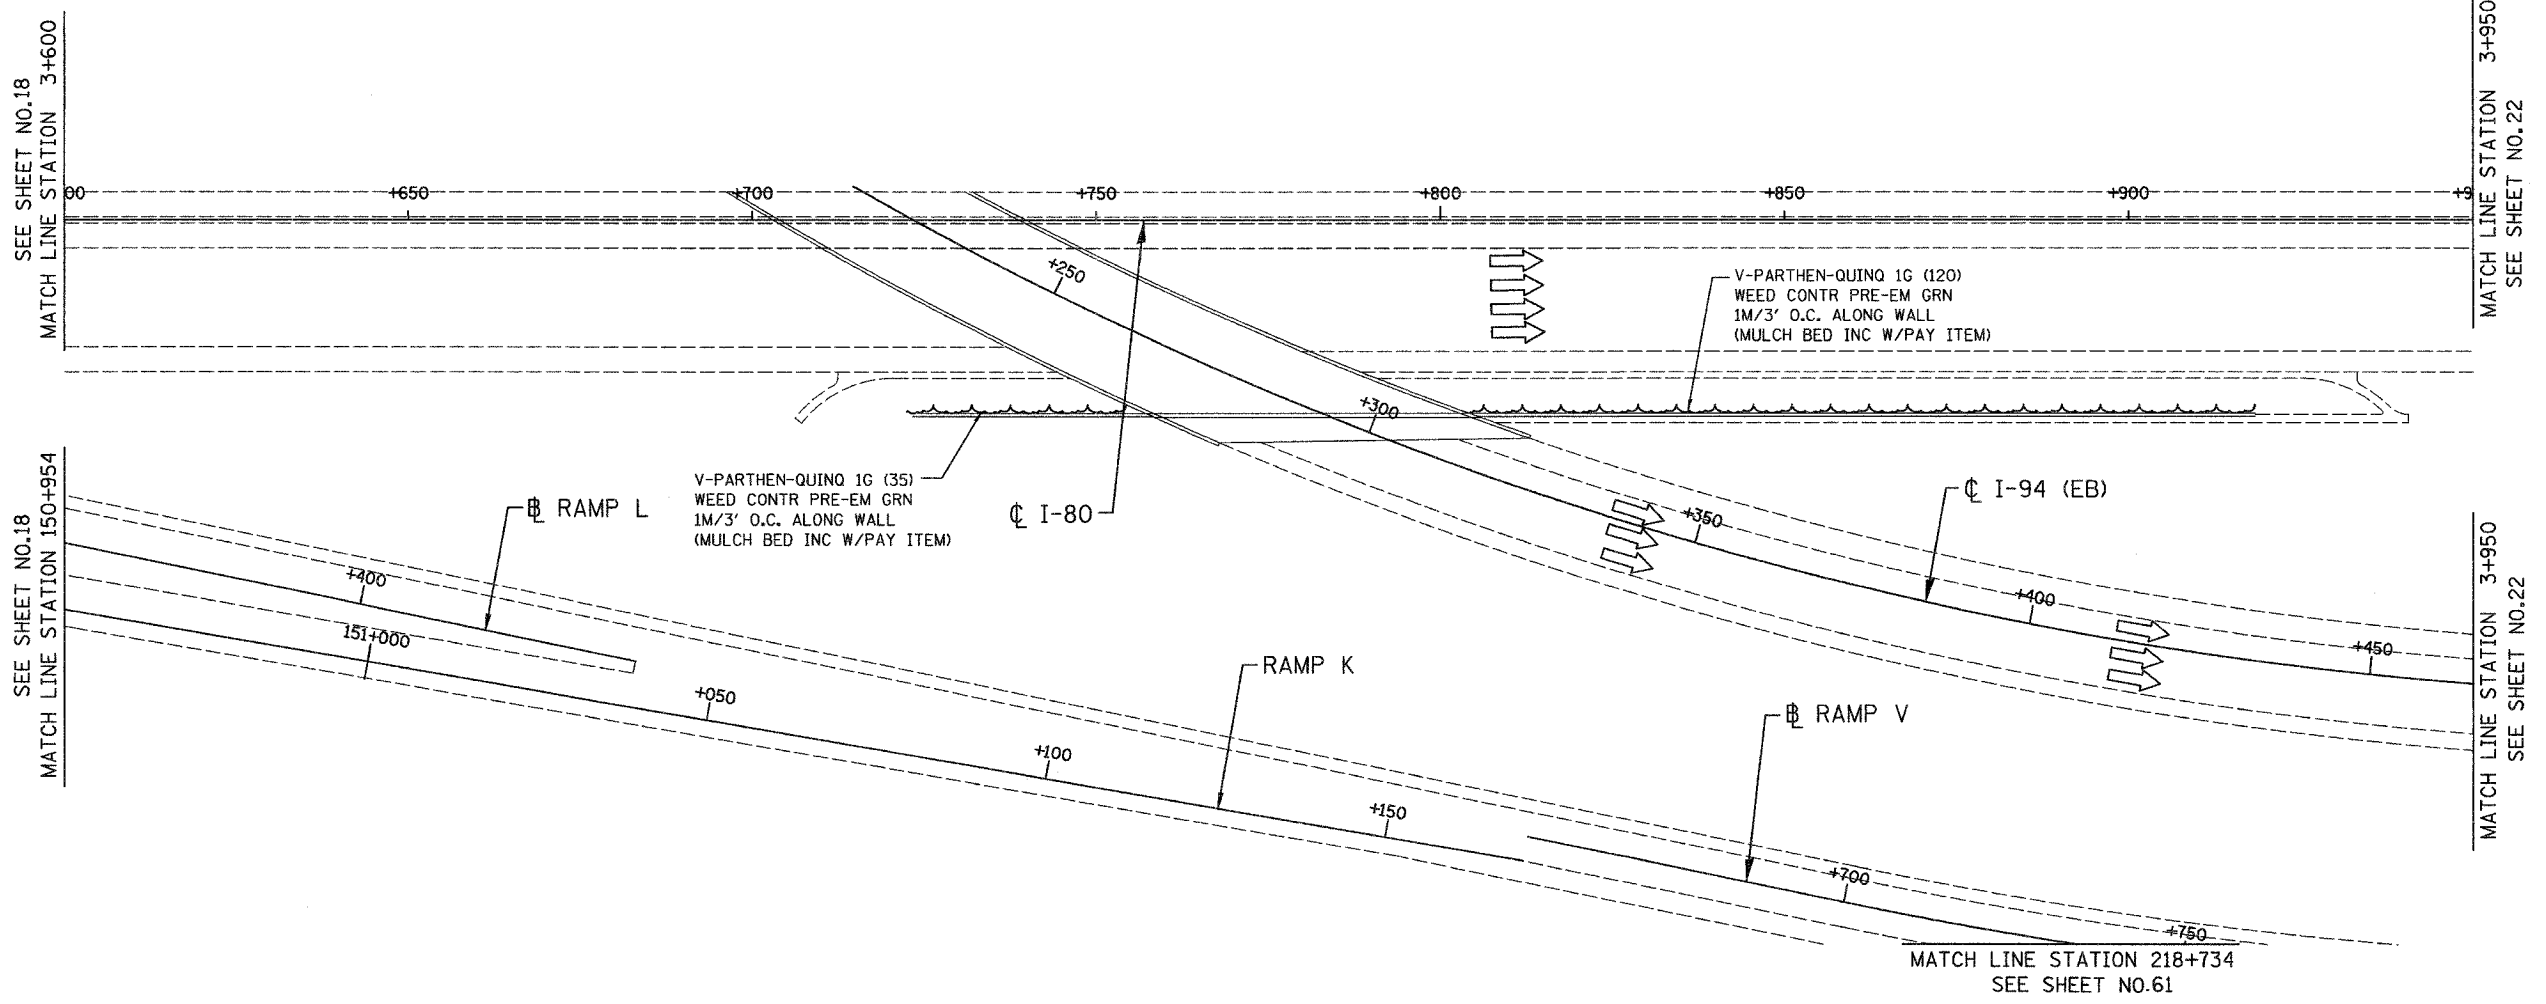 SEE SHEET NO.18
MATCH LINE STATION 3+600
MATCH LINE STATION 3+950
SEE SHEET NO.22
00
+650
+700
+750
+800
+850
+900
+9
+250
+300
+350
+400
+450
V-PARTHEN-QUINQ 1G (120)
WEED CONTR PRE-EM GRN
1M/3' O.C. ALONG WALL
(MULCH BED INC W/PAY ITEM)
V-PARTHEN-QUINQ 1G (35)
WEED CONTR PRE-EM GRN
1M/3' O.C. ALONG WALL
(MULCH BED INC W/PAY ITEM)
℄ I-80
℄ I-94 (EB)
SEE SHEET NO.18
MATCH LINE STATION 150+954
BL RAMP L
+400
151+000
+050
+100
+150
RAMP K
BL RAMP V
+700
+750
MATCH LINE STATION 3+950
SEE SHEET NO.22
MATCH LINE STATION 218+734
SEE SHEET NO.61